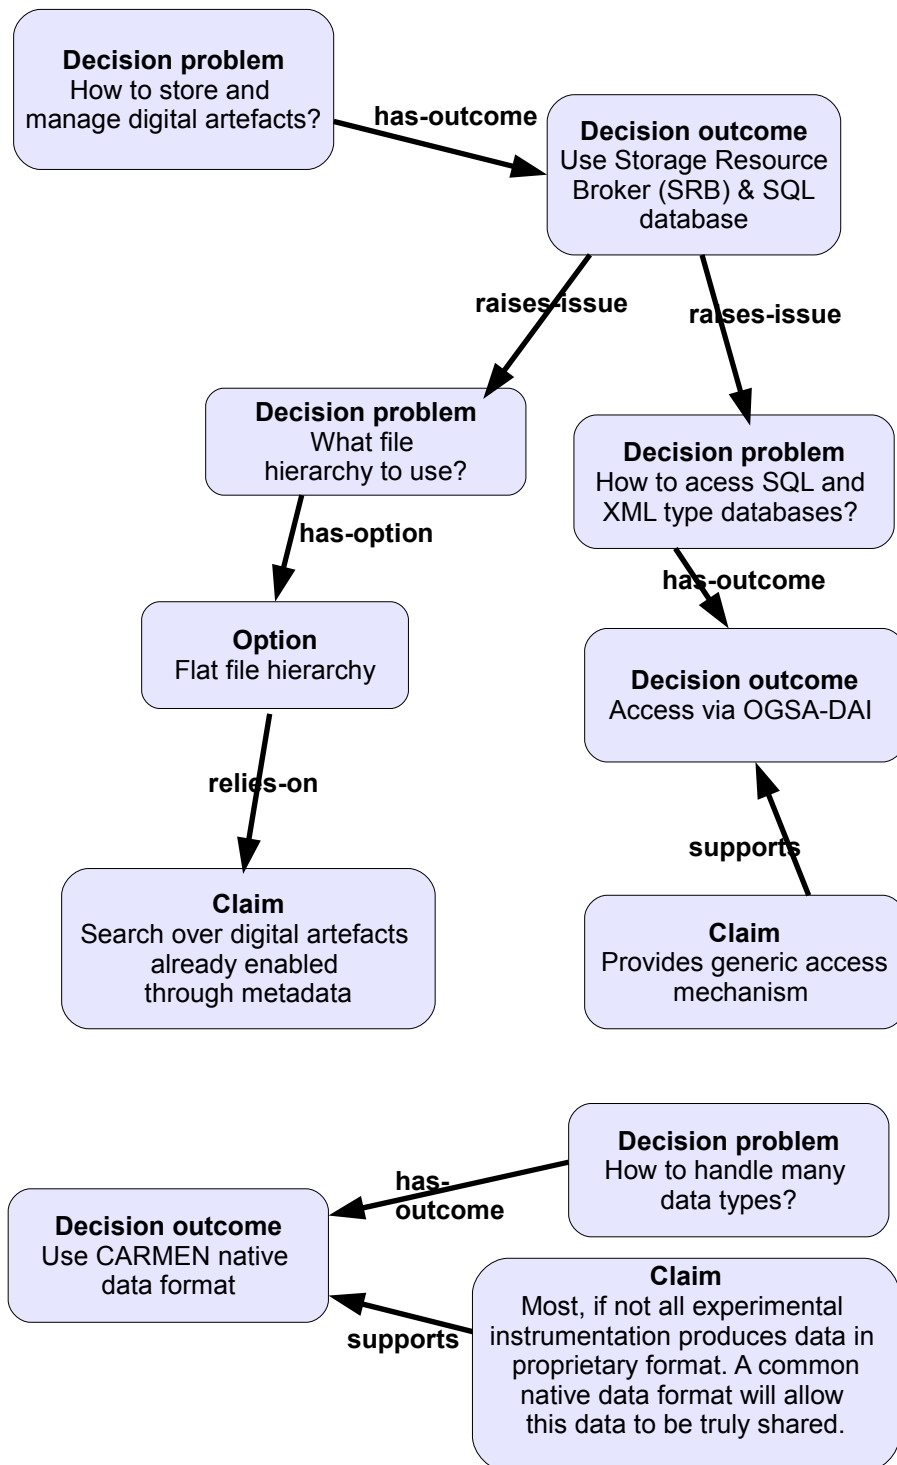 Decision problem
How to store and
manage digital artefacts?
has-outcome
Decision outcome
Use Storage Resource
Broker (SRB) & SQL
database
raises-issue
raises-issue
Decision problem
What file
hierarchy to use?
Decision problem
How to acess SQL and
XML type databases?
has-option
has-outcome
Option
Flat file hierarchy
Decision outcome
Access via OGSA-DAI
relies-on
supports
Claim
Search over digital artefacts
already enabled
through metadata
Claim
Provides generic access
mechanism
Decision problem
How to handle many
data types?
has-
outcome
Decision outcome
Use CARMEN native
data format
supports
Claim
Most, if not all experimental
instrumentation produces data in
proprietary format. A common
native data format will allow
this data to be truly shared.